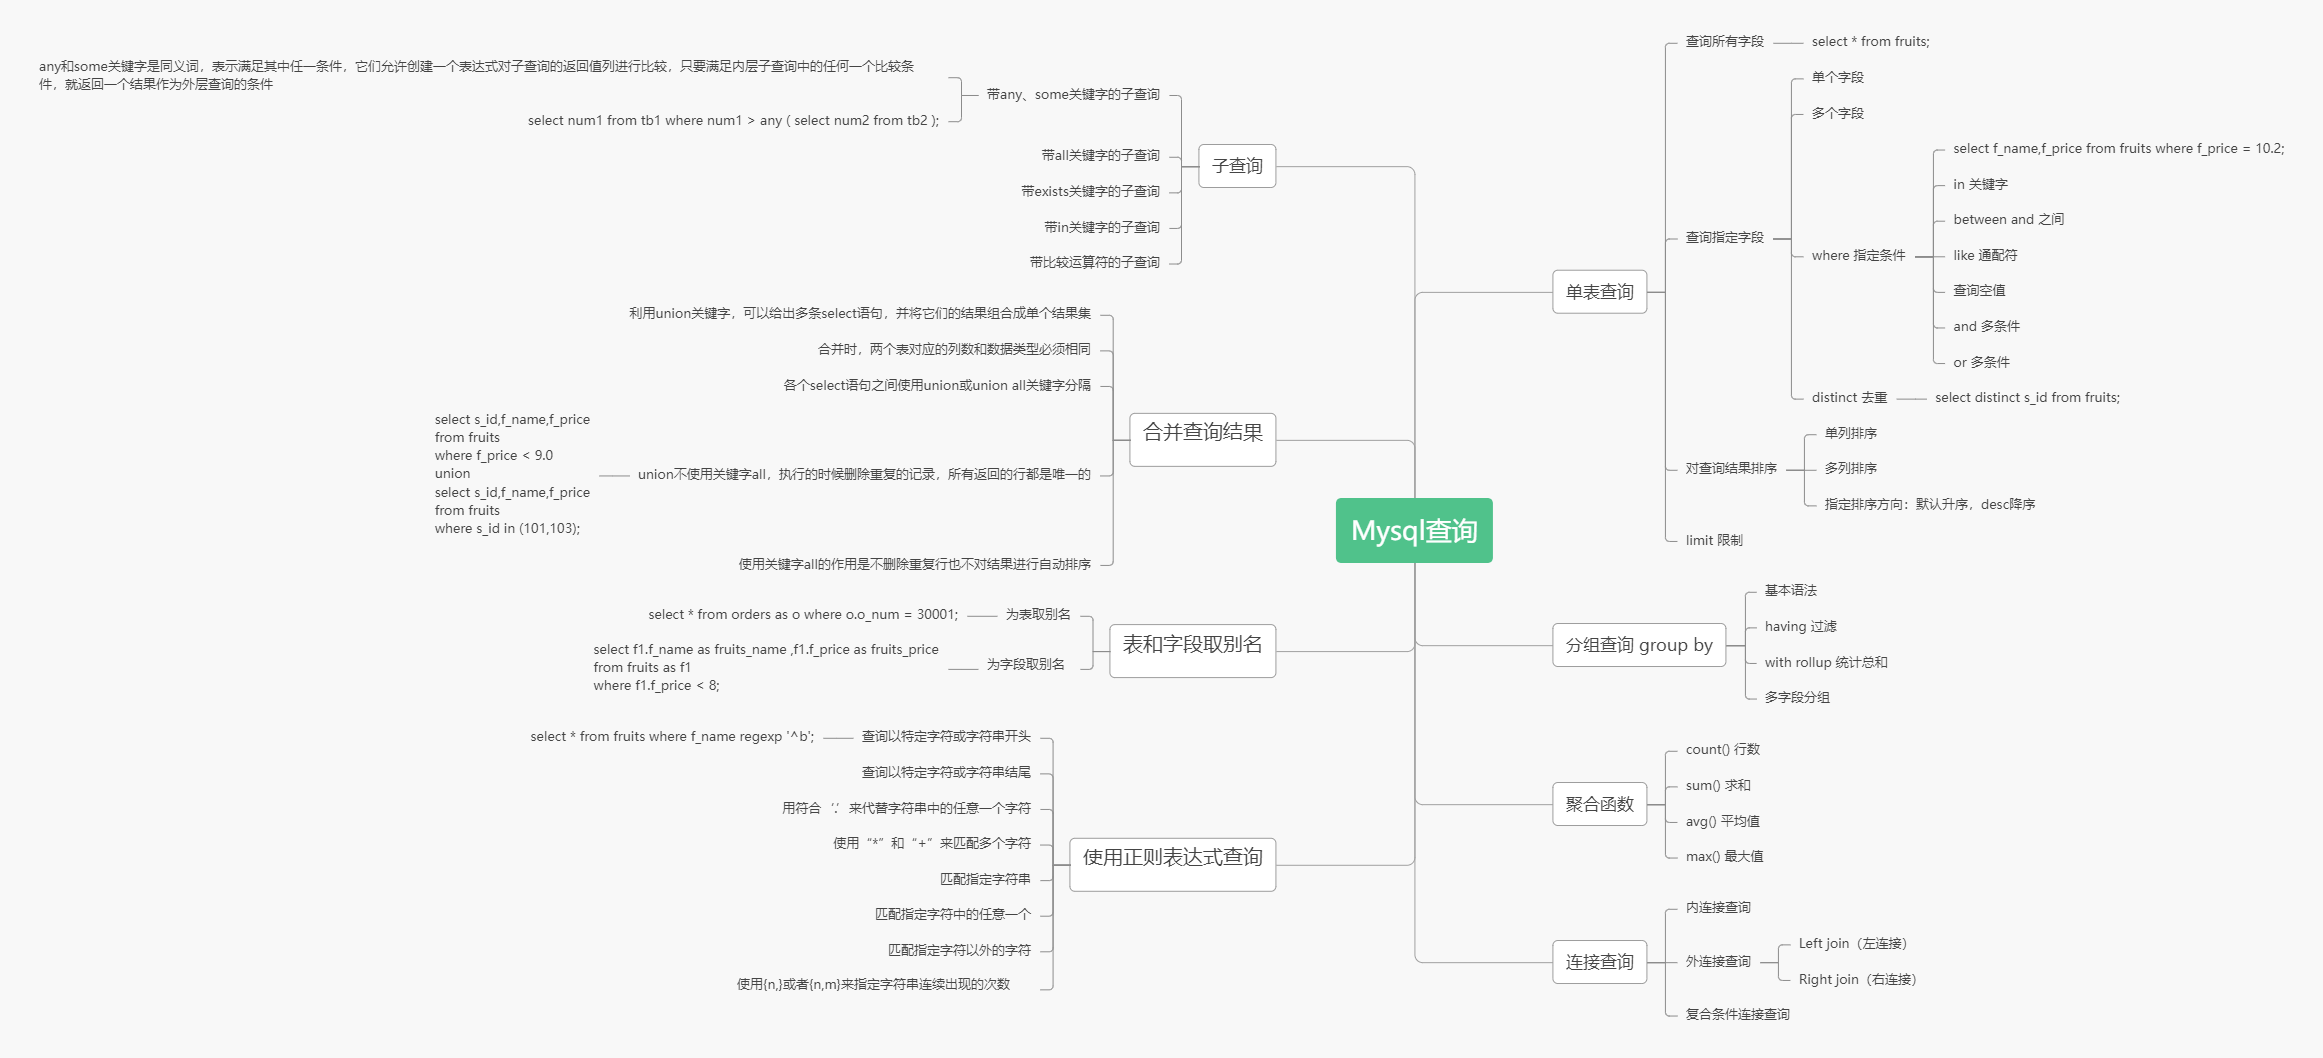 Mysql查询
单表查询
查询所有字段
select * from fruits;
查询指定字段
单个字段
多个字段
where 指定条件
select f_name,f_price from fruits where f_price = 10.2;
in 关键字
between and 之间
like 通配符
查询空值
and 多条件
or 多条件
distinct 去重
select distinct s_id from fruits;
对查询结果排序
单列排序
多列排序
指定排序方向：默认升序，desc降序
limit 限制
分组查询 group by
基本语法
having 过滤
with rollup 统计总和
多字段分组
聚合函数
count() 行数
sum() 求和
avg() 平均值
max() 最大值
连接查询
内连接查询
外连接查询
Left join（左连接）
Right join（右连接）
复合条件连接查询
子查询
带any、some关键字的子查询
any和some关键字是同义词，表示满足其中任一条件，它们允许创建一个表达式对子查询的返回值列进行比较，只要满足内层子查询中的任何一个比较条
件，就返回一个结果作为外层查询的条件
select num1 from tb1 where num1 > any ( select num2 from tb2 );
带all关键字的子查询
带exists关键字的子查询
带in关键字的子查询
带比较运算符的子查询
合并查询结果
利用union关键字，可以给出多条select语句，并将它们的结果组合成单个结果集
合并时，两个表对应的列数和数据类型必须相同
各个select语句之间使用union或union all关键字分隔
union不使用关键字all，执行的时候删除重复的记录，所有返回的行都是唯一的
select s_id,f_name,f_price
from fruits
where f_price < 9.0
union
select s_id,f_name,f_price
from fruits
where s_id in (101,103);
使用关键字all的作用是不删除重复行也不对结果进行自动排序
表和字段取别名
为表取别名
select * from orders as o where o.o_num = 30001;
为字段取别名
select f1.f_name as fruits_name ,f1.f_price as fruits_price
from fruits as f1
where f1.f_price < 8;
使用正则表达式查询
查询以特定字符或字符串开头
select * from fruits where f_name regexp '^b';
查询以特定字符或字符串结尾
用符合‘.’来代替字符串中的任意一个字符
使用“*”和“+”来匹配多个字符
匹配指定字符串
匹配指定字符中的任意一个
匹配指定字符以外的字符
使用{n,}或者{n,m}来指定字符串连续出现的次数